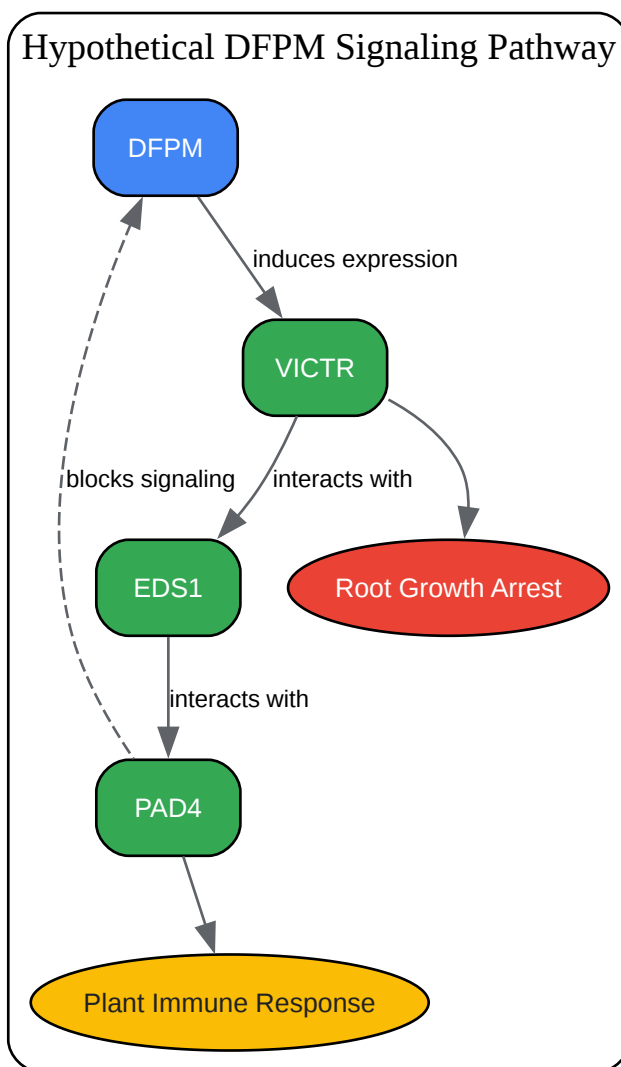 Hypothetical DFPM Signaling Pathway
DFPM
induces expression
VICTR
blocks signaling
interacts with
EDS1
Root Growth Arrest
interacts with
PAD4
Plant Immune Response